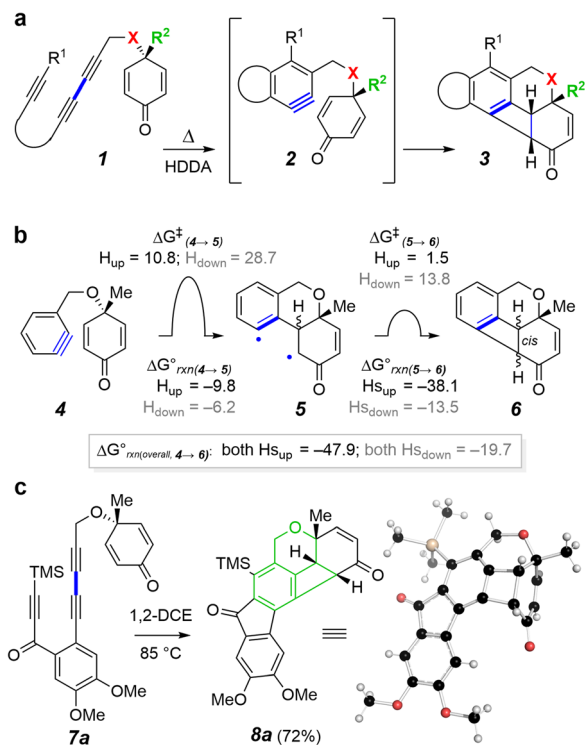 a
R¹
X
R²
O
1
Δ
HDDA
R¹
X
R²
O
2
R¹
X
R²
H
H
O
3
b
ΔG‡(4→ 5)
Hup = 10.8; Hdown = 28.7
ΔG‡(5→ 6)
Hup = 1.5
Hdown = 13.8
O
Me
O
4
ΔG°rxn(4→ 5)
Hup = –9.8
Hdown = –6.2
H
O
Me
O
5
ΔG°rxn(5→ 6)
Hsup = –38.1
Hsdown = –13.5
H
O
Me
cis
H
O
6
ΔG°rxn(overall, 4→ 6): both Hsup = –47.9; both Hsdown = –19.7
c
O
Me
TMS
O
O
OMe
OMe
7a
1,2-DCE
85 °C
O
Me
TMS
H
H
O
O
MeO
OMe
8a (72%)